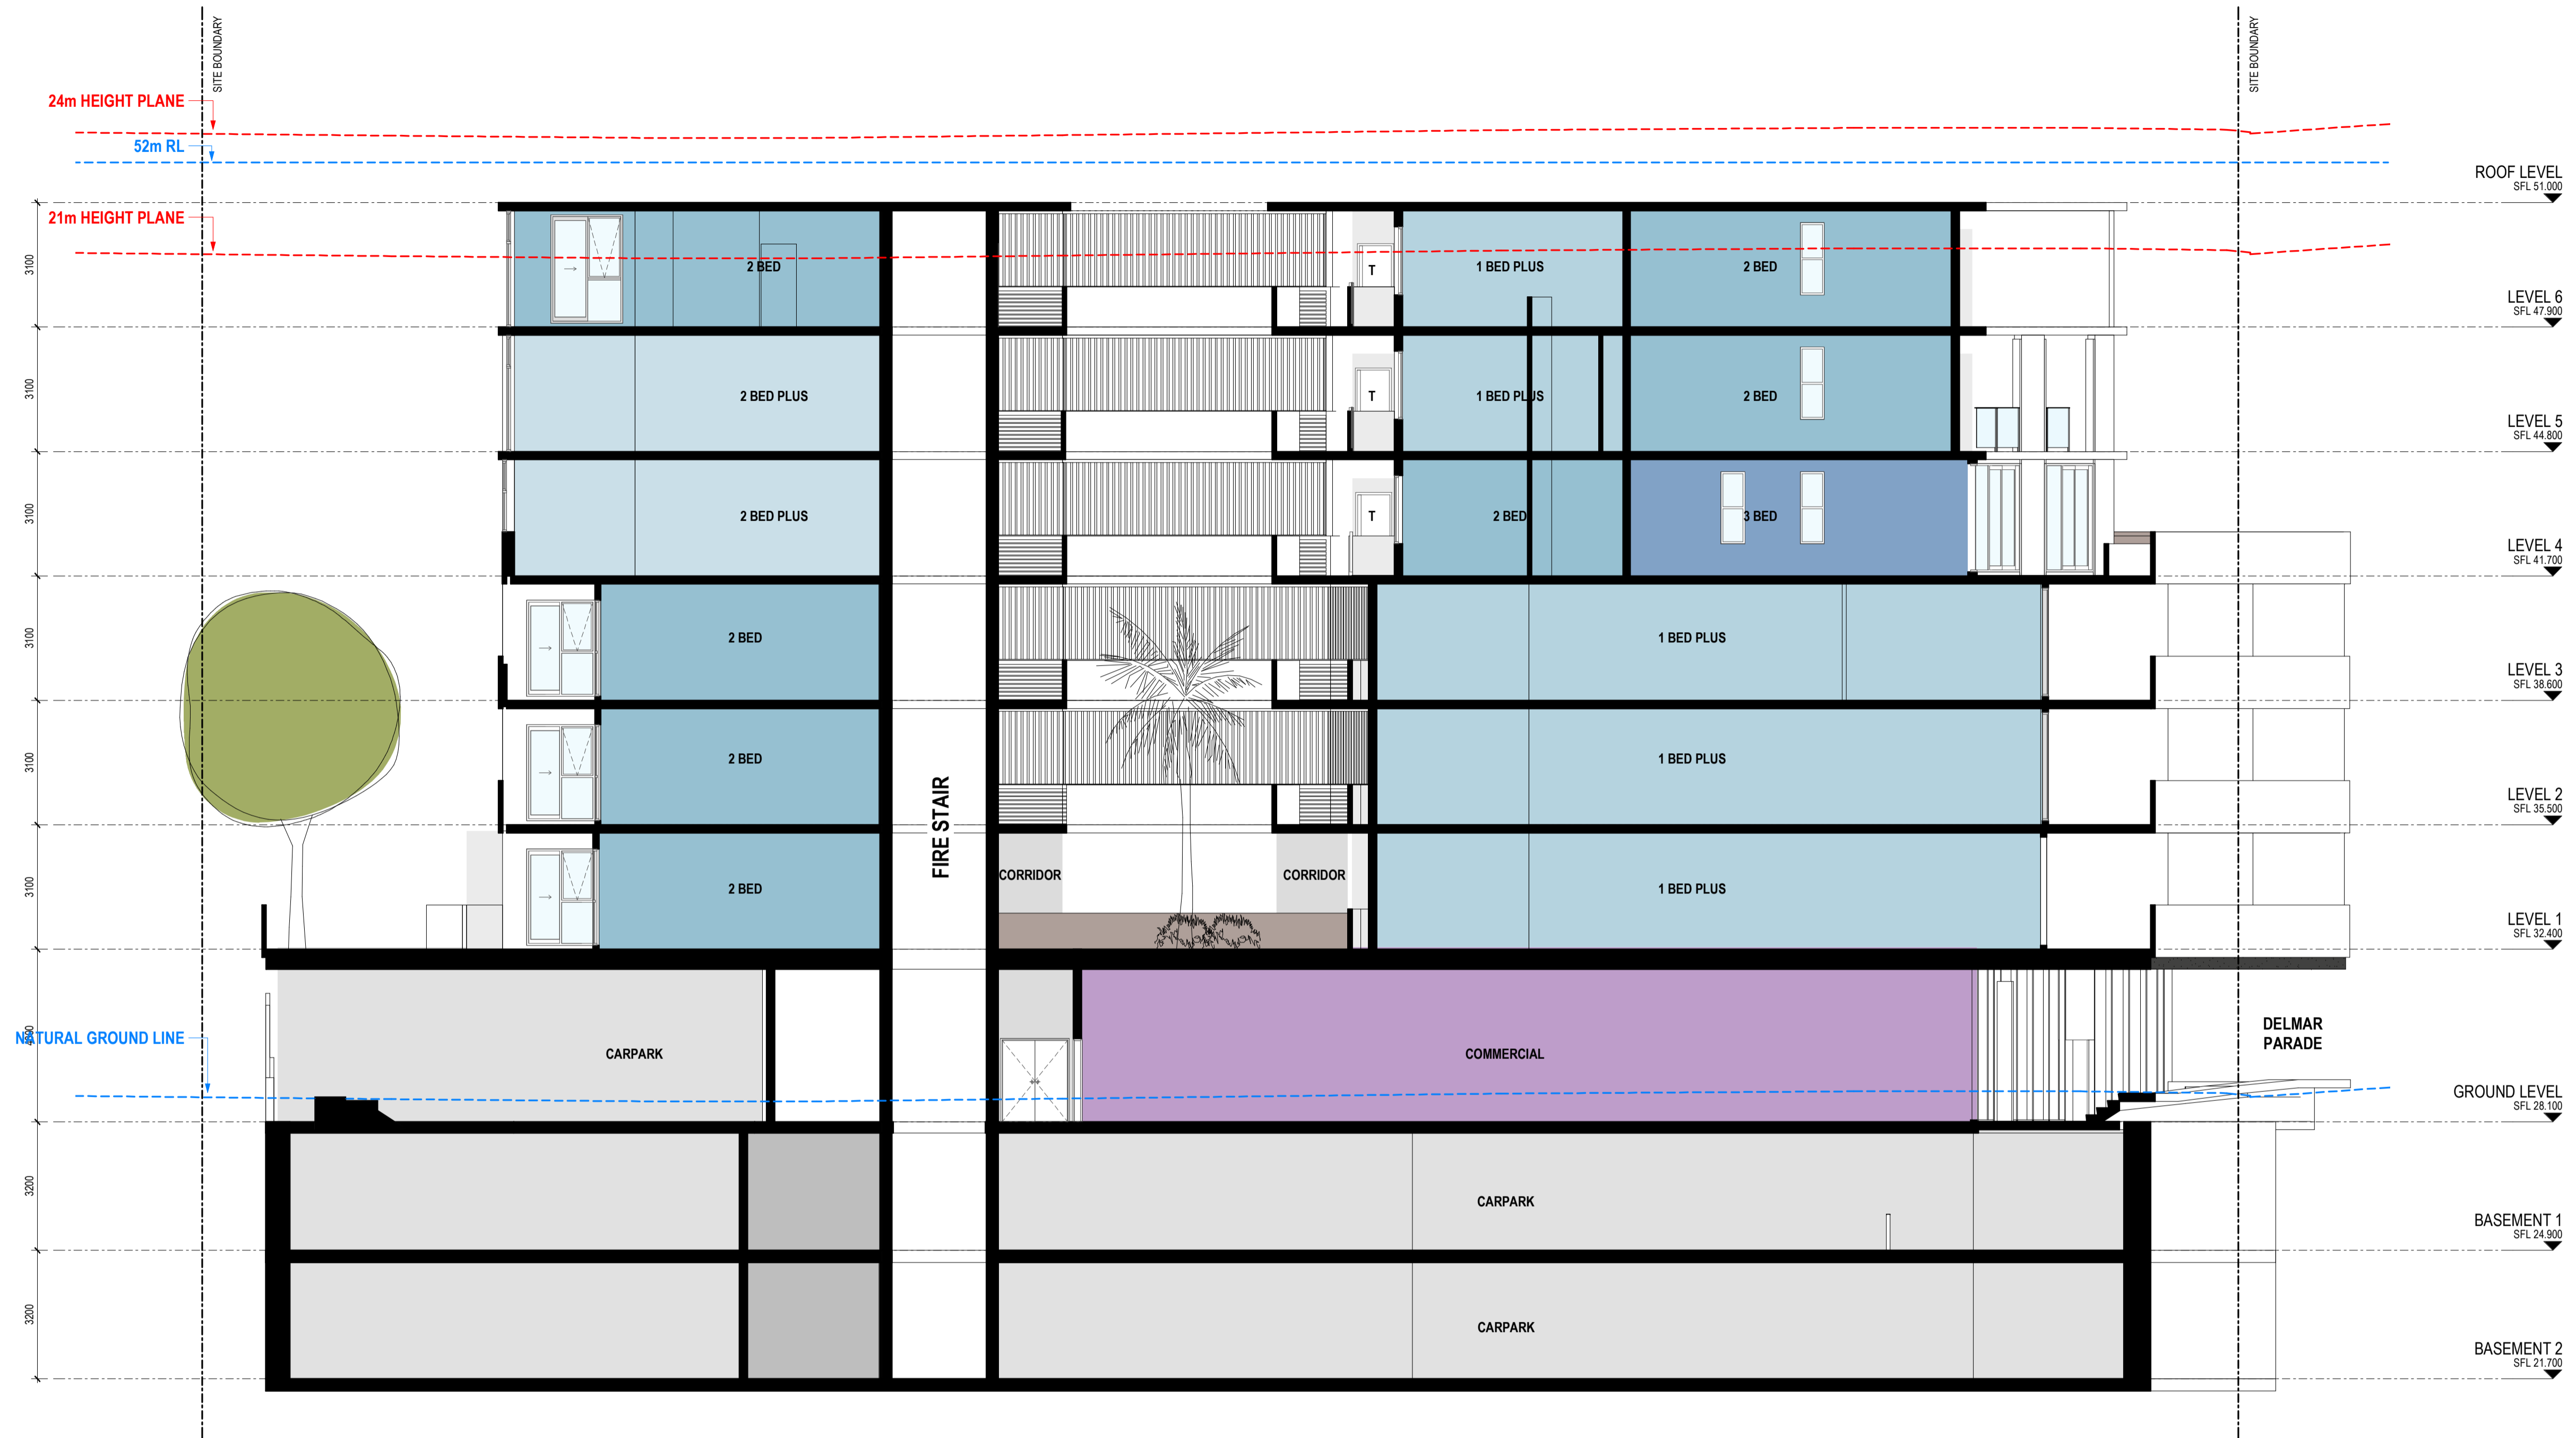 SITE BOUNDARY
SITE BOUNDARY
24m HEIGHT PLANE
52m RL
ROOF LEVEL
SFL 51.000
21m HEIGHT PLANE
3100
2 BED
T
1 BED PLUS
2 BED
LEVEL 6
SFL 47.900
3100
2 BED PLUS
T
1 BED PLUS
2 BED
LEVEL 5
SFL 44.800
3100
2 BED PLUS
T
2 BED
3 BED
LEVEL 4
SFL 41.700
3100
2 BED
1 BED PLUS
LEVEL 3
SFL 38.600
3100
2 BED
1 BED PLUS
LEVEL 2
SFL 35.500
FIRE STAIR
3100
2 BED
CORRIDOR
CORRIDOR
1 BED PLUS
LEVEL 1
SFL 32.400
NATURAL GROUND LINE
CARPARK
COMMERCIAL
DELMAR
PARADE
GROUND LEVEL
SFL 28.100
3200
CARPARK
BASEMENT 1
SFL 24.900
3200
CARPARK
BASEMENT 2
SFL 21.700